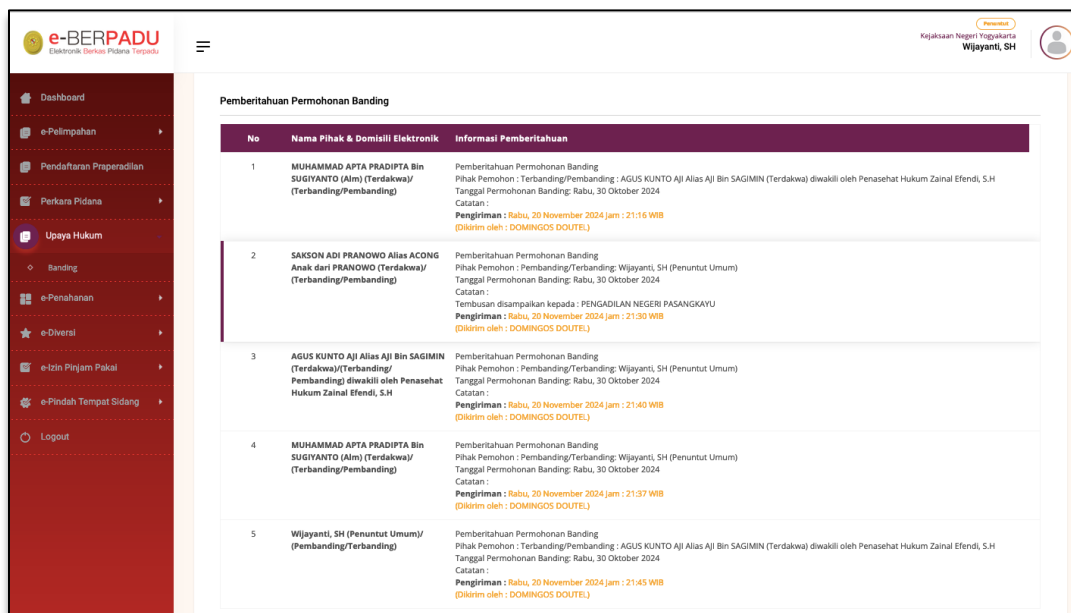 e-BERPADU
Elektronik Berkas Pidana Terpadu
Penuntut
Kejaksaan Negeri Yogyakarta
Wijayanti, SH
Dashboard
e-Pelimpahan
Pendaftaran Praperadilan
Perkara Pidana
Upaya Hukum
Banding
e-Penahanan
e-Diversi
e-Izin Pinjam Pakai
e-Pindah Tempat Sidang
Logout
Pemberitahuan Permohonan Banding
No Nama Pihak & Domisili Elektronik Informasi Pemberitahuan
1
MUHAMMAD APTA PRADIPTA Bin
SUGIYANTO (Alm) (Terdakwa)/
(Terbanding/Pembanding)
Pemberitahuan Permohonan Banding
Pihak Pemohon : Terbanding/Pembanding : AGUS KUNTO AJI Alias AJI Bin SAGIMIN (Terdakwa) diwakili oleh Penasehat Hukum Zainal Efendi, S.H
Tanggal Permohonan Banding: Rabu, 30 Oktober 2024
Catatan :
Pengiriman : Rabu, 20 November 2024 Jam : 21:16 WIB
(Dikirim oleh : DOMINGOS DOUTEL)
2
SAKSON ADI PRANOWO Alias ACONG
Anak dari PRANOWO (Terdakwa)/
(Terbanding/Pembanding)
Pemberitahuan Permohonan Banding
Pihak Pemohon : Pembanding/Terbanding: Wijayanti, SH (Penuntut Umum)
Tanggal Permohonan Banding: Rabu, 30 Oktober 2024
Catatan :
Tembusan disampaikan kepada : PENGADILAN NEGERI PASANGKAYU
Pengiriman : Rabu, 20 November 2024 Jam : 21:30 WIB
(Dikirim oleh : DOMINGOS DOUTEL)
3
AGUS KUNTO AJI Alias AJI Bin SAGIMIN
(Terdakwa)/(Terbanding/
Pembanding) diwakili oleh Penasehat
Hukum Zainal Efendi, S.H
Pemberitahuan Permohonan Banding
Pihak Pemohon : Pembanding/Terbanding: Wijayanti, SH (Penuntut Umum)
Tanggal Permohonan Banding: Rabu, 30 Oktober 2024
Catatan :
Pengiriman : Rabu, 20 November 2024 Jam : 21:40 WIB
(Dikirim oleh : DOMINGOS DOUTEL)
4
MUHAMMAD APTA PRADIPTA Bin
SUGIYANTO (Alm) (Terdakwa)/
(Terbanding/Pembanding)
Pemberitahuan Permohonan Banding
Pihak Pemohon : Pembanding/Terbanding: Wijayanti, SH (Penuntut Umum)
Tanggal Permohonan Banding: Rabu, 30 Oktober 2024
Catatan :
Pengiriman : Rabu, 20 November 2024 Jam : 21:37 WIB
(Dikirim oleh : DOMINGOS DOUTEL)
5
Wijayanti, SH (Penuntut Umum)/
(Pembanding/Terbanding)
Pemberitahuan Permohonan Banding
Pihak Pemohon : Terbanding/Pembanding : AGUS KUNTO AJI Alias AJI Bin SAGIMIN (Terdakwa) diwakili oleh Penasehat Hukum Zainal Efendi, S.H
Tanggal Permohonan Banding: Rabu, 30 Oktober 2024
Catatan :
Pengiriman : Rabu, 20 November 2024 Jam : 21:45 WIB
(Dikirim oleh : DOMINGOS DOUTEL)